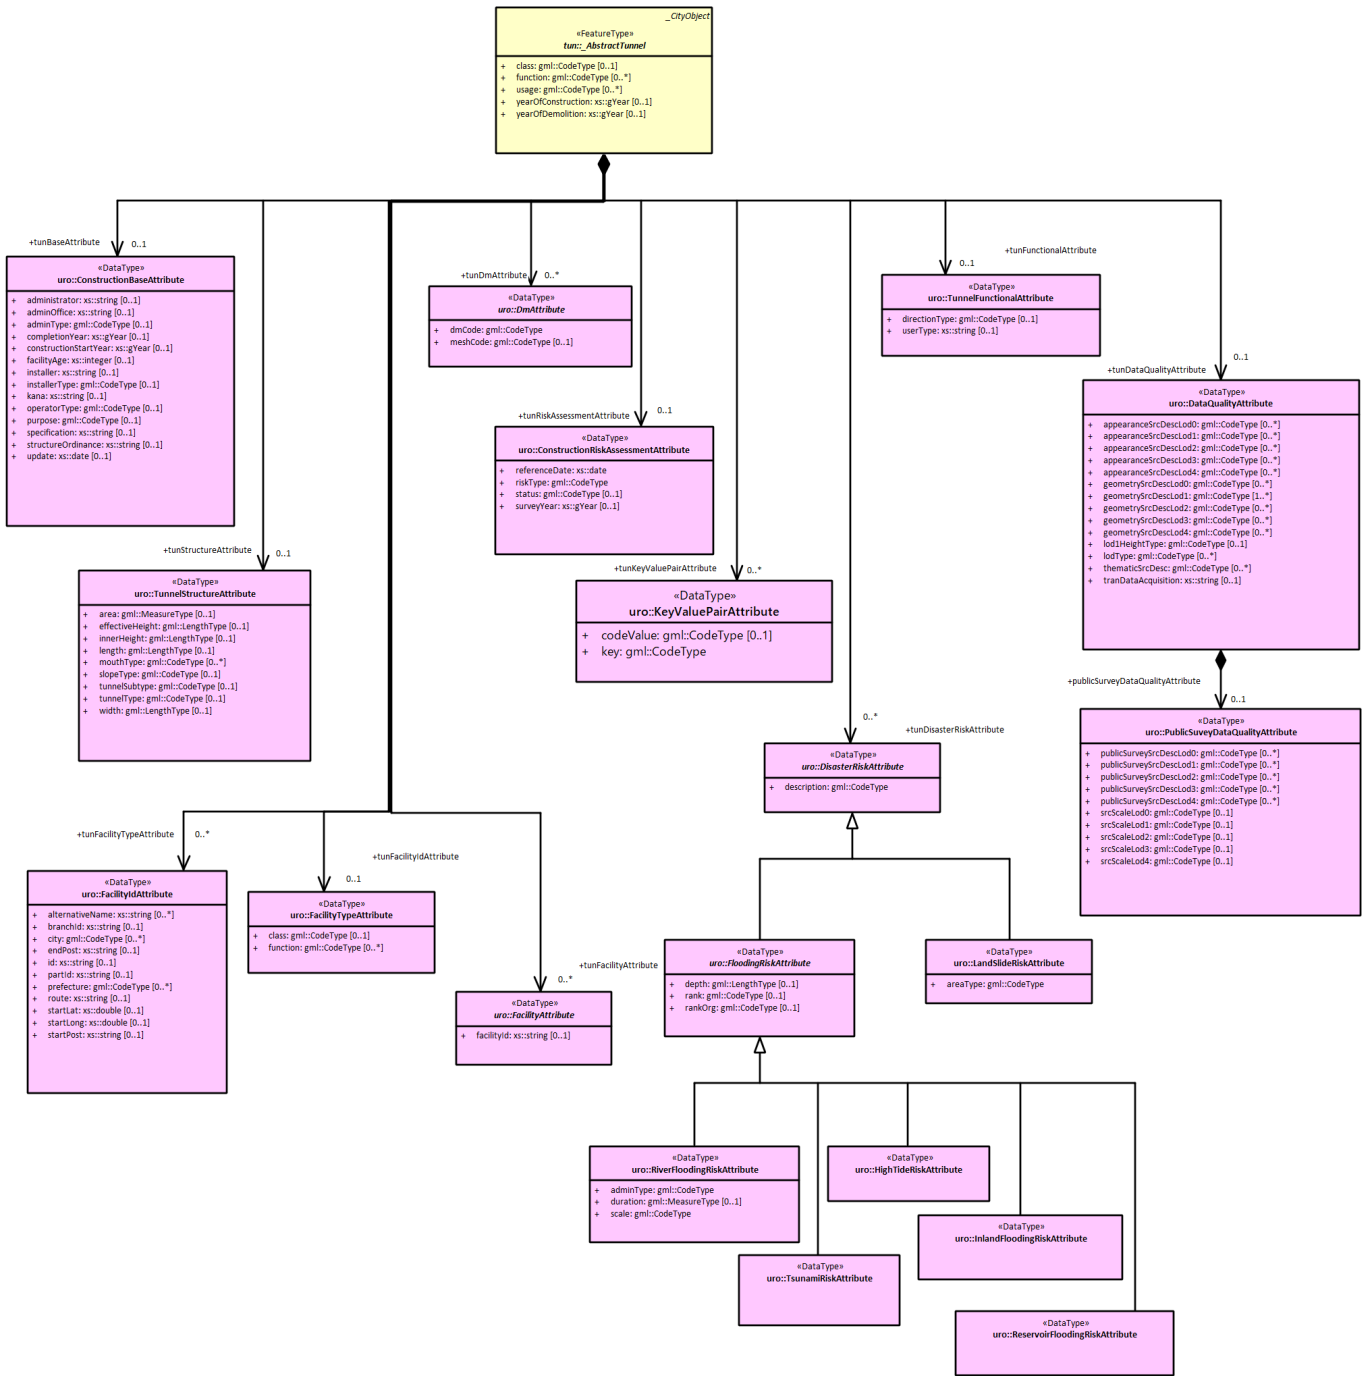 _CityObject
«FeatureType»
tun::_AbstractTunnel
+ class: gml::CodeType [0..1]
+ function: gml::CodeType [0..*]
+ usage: gml::CodeType [0..*]
+ yearOfConstruction: xs::gYear [0..1]
+ yearOfDemolition: xs::gYear [0..1]
+tunBaseAttribute 0..1
«DataType»
uro::ConstructionBaseAttribute
+ administrator: xs::string [0..1]
+ adminOffice: xs::string [0..1]
+ adminType: gml::CodeType [0..1]
+ completionYear: xs::gYear [0..1]
+ constructionStartYear: xs::gYear [0..1]
+ facilityAge: xs::integer [0..1]
+ installer: xs::string [0..1]
+ installerType: gml::CodeType [0..1]
+ kana: xs::string [0..1]
+ operatorType: gml::CodeType [0..1]
+ purpose: gml::CodeType [0..1]
+ specification: xs::string [0..1]
+ structureOrdinance: xs::string [0..1]
+ update: xs::date [0..1]
+tunDmAttribute 0..*
«DataType»
uro::DmAttribute
+ dmCode: gml::CodeType
+ meshCode: gml::CodeType [0..1]
+tunFunctionalAttribute
0..1
«DataType»
uro::TunnelFunctionalAttribute
+ directionType: gml::CodeType [0..1]
+ userType: xs::string [0..1]
+tunRiskAssessmentAttribute 0..1
«DataType»
uro::ConstructionRiskAssessmentAttribute
+ referenceDate: xs::date
+ riskType: gml::CodeType
+ status: gml::CodeType [0..1]
+ surveyYear: xs::gYear [0..1]
0..1
+tunDataQualityAttribute
«DataType»
uro::DataQualityAttribute
+ appearanceSrcDescLod0: gml::CodeType [0..*]
+ appearanceSrcDescLod1: gml::CodeType [0..*]
+ appearanceSrcDescLod2: gml::CodeType [0..*]
+ appearanceSrcDescLod3: gml::CodeType [0..*]
+ appearanceSrcDescLod4: gml::CodeType [0..*]
+ geometrySrcDescLod0: gml::CodeType [0..*]
+ geometrySrcDescLod1: gml::CodeType [1..*]
+ geometrySrcDescLod2: gml::CodeType [0..*]
+ geometrySrcDescLod3: gml::CodeType [0..*]
+ geometrySrcDescLod4: gml::CodeType [0..*]
+ lod1HeightType: gml::CodeType [0..1]
+ lodType: gml::CodeType [0..*]
+ thematicSrcDesc: gml::CodeType [0..*]
+ tranDataAcquisition: xs::string [0..1]
+tunStructureAttribute 0..1
«DataType»
uro::TunnelStructureAttribute
+ area: gml::MeasureType [0..1]
+ effectiveHeight: gml::LengthType [0..1]
+ innerHeight: gml::LengthType [0..1]
+ length: gml::LengthType [0..1]
+ mouthType: gml::CodeType [0..*]
+ slopeType: gml::CodeType [0..1]
+ tunnelSubtype: gml::CodeType [0..1]
+ tunnelType: gml::CodeType [0..1]
+ width: gml::LengthType [0..1]
+tunKeyValuePairAttribute 0..*
«DataType»
uro::KeyValuePairAttribute
+ codeValue: gml::CodeType [0..1]
+ key: gml::CodeType
+publicSurveyDataQualityAttribute
0..1
«DataType»
uro::PublicSuveyDataQualityAttribute
+ publicSurveySrcDescLod0: gml::CodeType [0..*]
+ publicSurveySrcDescLod1: gml::CodeType [0..*]
+ publicSurveySrcDescLod2: gml::CodeType [0..*]
+ publicSurveySrcDescLod3: gml::CodeType [0..*]
+ publicSurveySrcDescLod4: gml::CodeType [0..*]
+ srcScaleLod0: gml::CodeType [0..1]
+ srcScaleLod1: gml::CodeType [0..1]
+ srcScaleLod2: gml::CodeType [0..1]
+ srcScaleLod3: gml::CodeType [0..1]
+ srcScaleLod4: gml::CodeType [0..1]
0..*
+tunDisasterRiskAttribute
«DataType»
uro::DisasterRiskAttribute
+ description: gml::CodeType
+tunFacilityTypeAttribute 0..*
«DataType»
uro::FacilityIdAttribute
+ alternativeName: xs::string [0..*]
+ branchId: xs::string [0..1]
+ city: gml::CodeType [0..*]
+ endPost: xs::string [0..1]
+ id: xs::string [0..1]
+ partId: xs::string [0..1]
+ prefecture: gml::CodeType [0..*]
+ route: xs::string [0..1]
+ startLat: xs::double [0..1]
+ startLong: xs::double [0..1]
+ startPost: xs::string [0..1]
+tunFacilityIdAttribute
0..1
«DataType»
uro::FacilityTypeAttribute
+ class: gml::CodeType [0..1]
+ function: gml::CodeType [0..*]
+tunFacilityAttribute
0..*
«DataType»
uro::FacilityAttribute
+ facilityId: xs::string [0..1]
«DataType»
uro::FloodingRiskAttribute
+ depth: gml::LengthType [0..1]
+ rank: gml::CodeType [0..1]
+ rankOrg: gml::CodeType [0..1]
«DataType»
uro::LandSlideRiskAttribute
+ areaType: gml::CodeType
«DataType»
uro::RiverFloodingRiskAttribute
+ adminType: gml::CodeType
+ duration: gml::MeasureType [0..1]
+ scale: gml::CodeType
«DataType»
uro::HighTideRiskAttribute
«DataType»
uro::InlandFloodingRiskAttribute
«DataType»
uro::TsunamiRiskAttribute
«DataType»
uro::ReservoirFloodingRiskAttribute